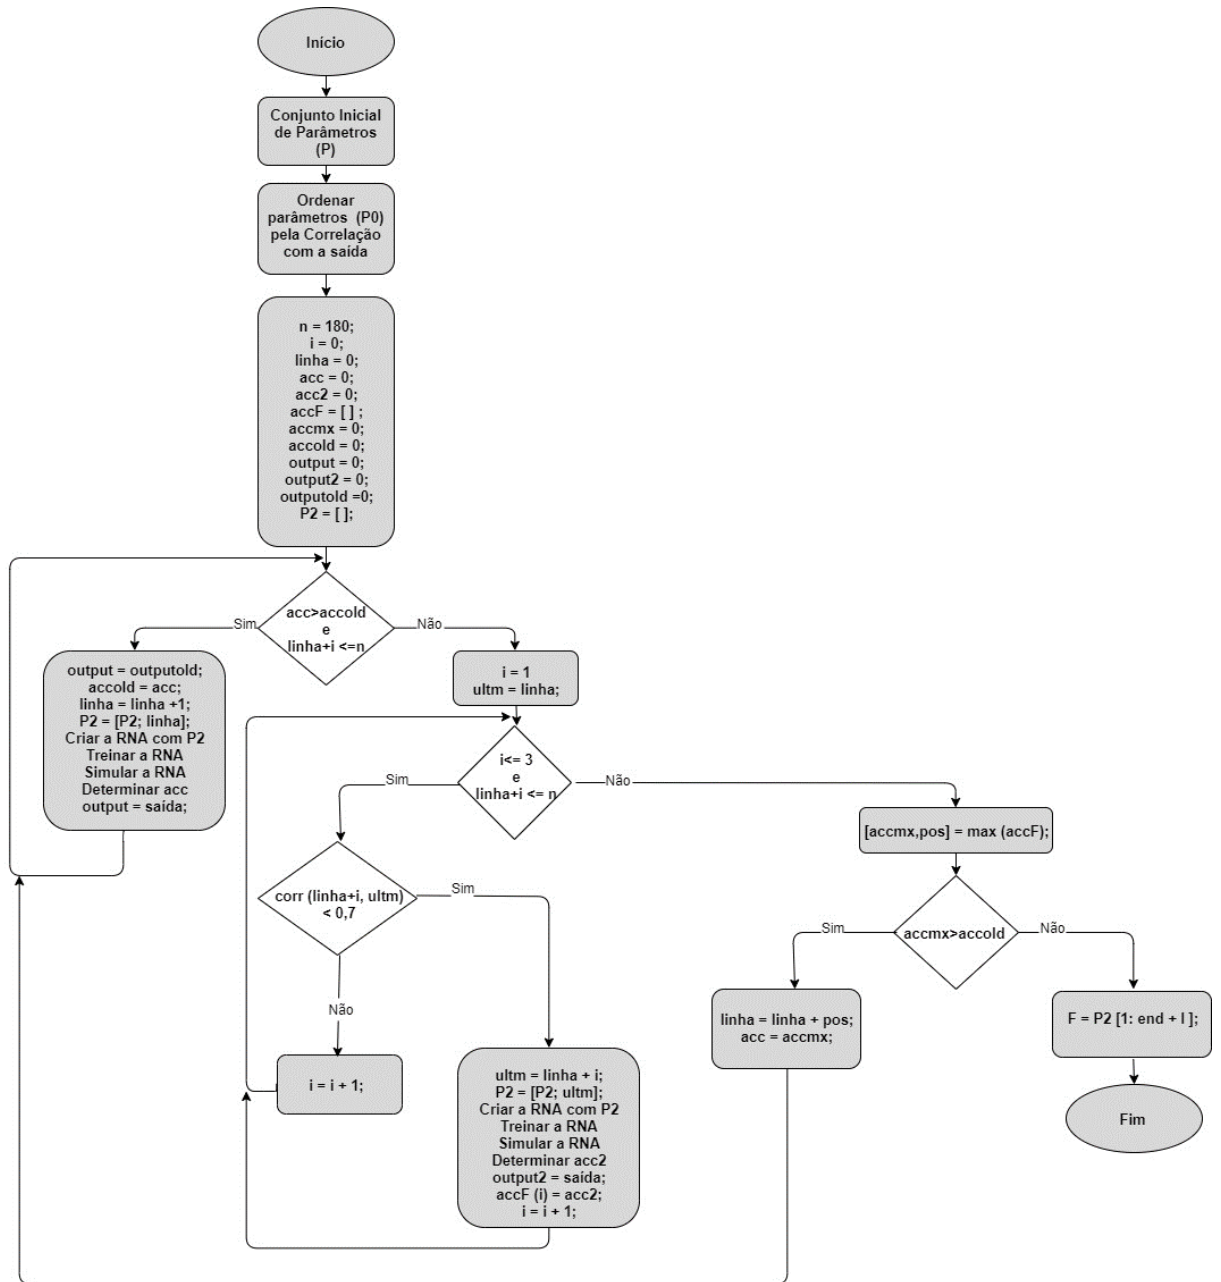 Início
Conjunto Inicial
de Parâmetros
(P)
Ordenar
parâmetros (P0)
pela Correlação
com a saída
n = 180;
i = 0;
linha = 0;
acc = 0;
acc2 = 0;
accF = [ ] ;
accmx = 0;
accold = 0;
output = 0;
output2 = 0;
outputold =0;
P2 = [ ];
acc>accold
e
linha+i <=n
Sim
Não
output = outputold;
accold = acc;
linha = linha +1;
P2 = [P2; linha];
Criar a RNA com P2
Treinar a RNA
Simular a RNA
Determinar acc
output = saída;
i = 1
ultm = linha;
i<= 3
e
linha+i <= n
Sim
Não
corr (linha+i, ultm)
< 0,7
Sim
Não
i = i + 1;
ultm = linha + i;
P2 = [P2; ultm];
Criar a RNA com P2
Treinar a RNA
Simular a RNA
Determinar acc2
output2 = saída;
accF (i) = acc2;
i = i + 1;
[accmx,pos] = max (accF);
accmx>accold
Sim
Não
linha = linha + pos;
acc = accmx;
F = P2 [1: end + I ];
Fim